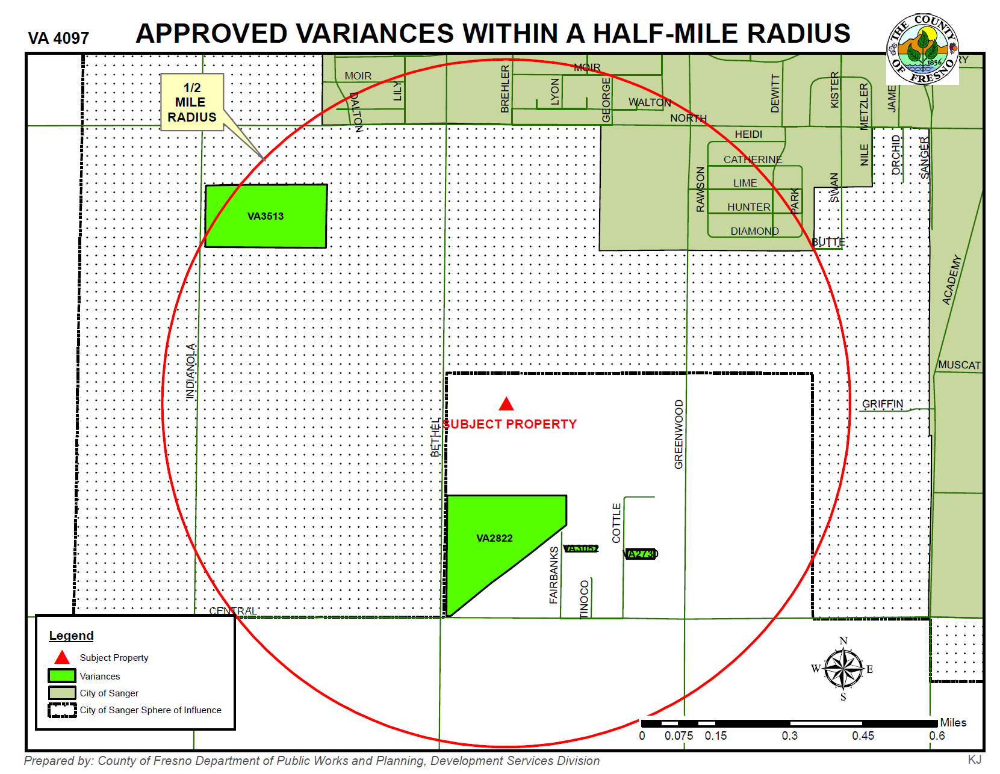 VA 4097
APPROVED VARIANCES WITHIN A HALF-MILE RADIUS
THE COUNTY
OF FRESNO
1856
RY
1/2
MILE
RADIUS
MOIR
DALTON
LILY
BREHLER
LYON
MOIR
GEORGE
WALTON
NORTH
DEWITT
KISTER
METZLER
JAME
HEIDI
CATHERINE
LIME
HUNTER
DIAMOND
RAWSON
PARK
SWAN
NILE
ORCHID
SANGER
BUTTE
ACADEMY
MUSCAT
GRIFFIN
VA3513
INDIANOLA
BETHEL
SUBJECT PROPERTY
GREENWOOD
VA2822
FAIRBANKS
VA3052
TINOCO
COTTLE
VA2730
CENTRAL
Legend
Subject Property
Variances
City of Sanger
City of Sanger Sphere of Influence
N
W E
S
Miles
0 0.075 0.15 0.3 0.45 0.6
Prepared by: County of Fresno Department of Public Works and Planning, Development Services Division
KJ